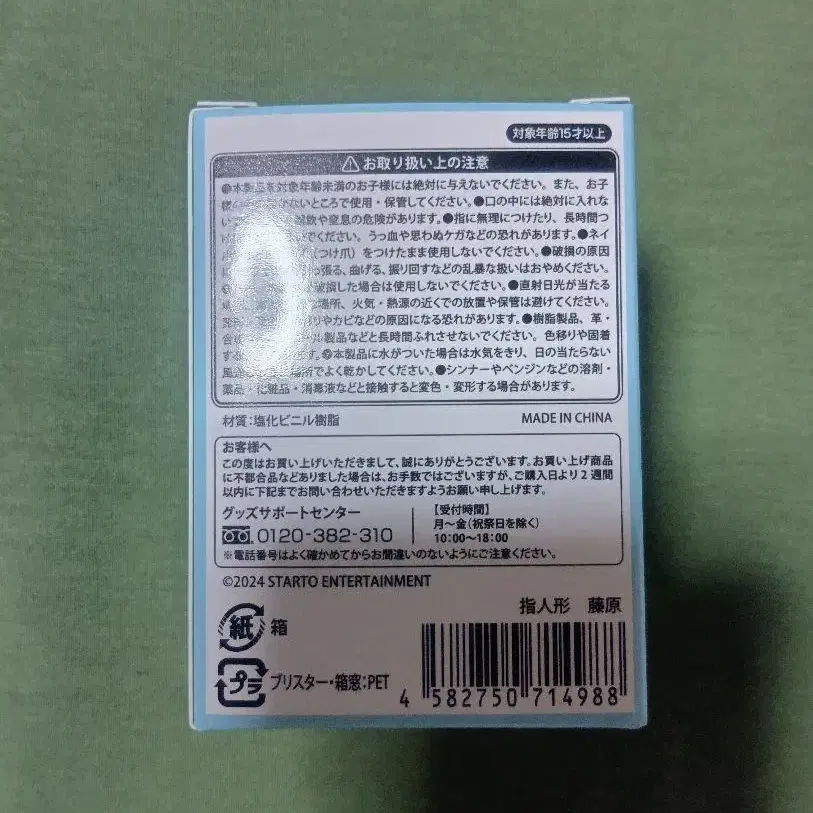 対象年齢15才以上
⚠お取り扱い上の注意
本製品を対象年齢未満のお子様には絶対に与えないでください。また、お子
ないところで使用・保管してください。●口の中には絶対に入れな
飲や窒息の危険があります。●指に無理につけたり、長時間つ
でください。うっ血や思わぬケガなどの恐れがあります。●ネイ
(つけ爪)をつけたまま使用しないでください。●破損の原因
っ張る、曲げる、振り回すなどの乱暴な扱いはおやめください。
破損した場合は使用しないでください。●直射日光が当た
場所、火気・熱源の近くでの放置や保管は避けてください。
やカビなどの原因になる恐れがあります。●樹脂製品、革・
製品などと長時間ふれさせないでください。色移りや固着
●本製品に水がついた場合は水気をきり、日の当たらない
所でよく乾かしてください。●シンナーやベンジンなどの溶剤・
薬品・化粧品・消毒液などと接触すると変色・変形する場合があります。
材質:塩化ビニル樹脂 MADE IN CHINA
お客様へ
この度はお買い上げいただきまして、誠にありがとうございます。お買い上げ商品
に不都合品などありました場合は、お手数ではございますが、ご購入日より2週間
以内に下記までお問い合わせいただきますようお願い申し上げます。
グッズサポートセンター 【受付時間】
0120-382-310 月〜金(祝祭日を除く)
10:00〜18:00
※電話番号はよく確かめてからお間違いのないようにご注意ください。
©2024 STARTO ENTERTAINMENT
指人形 藤原
紙 箱
プラ ブリスター・箱窓:PET
4 582750 714988